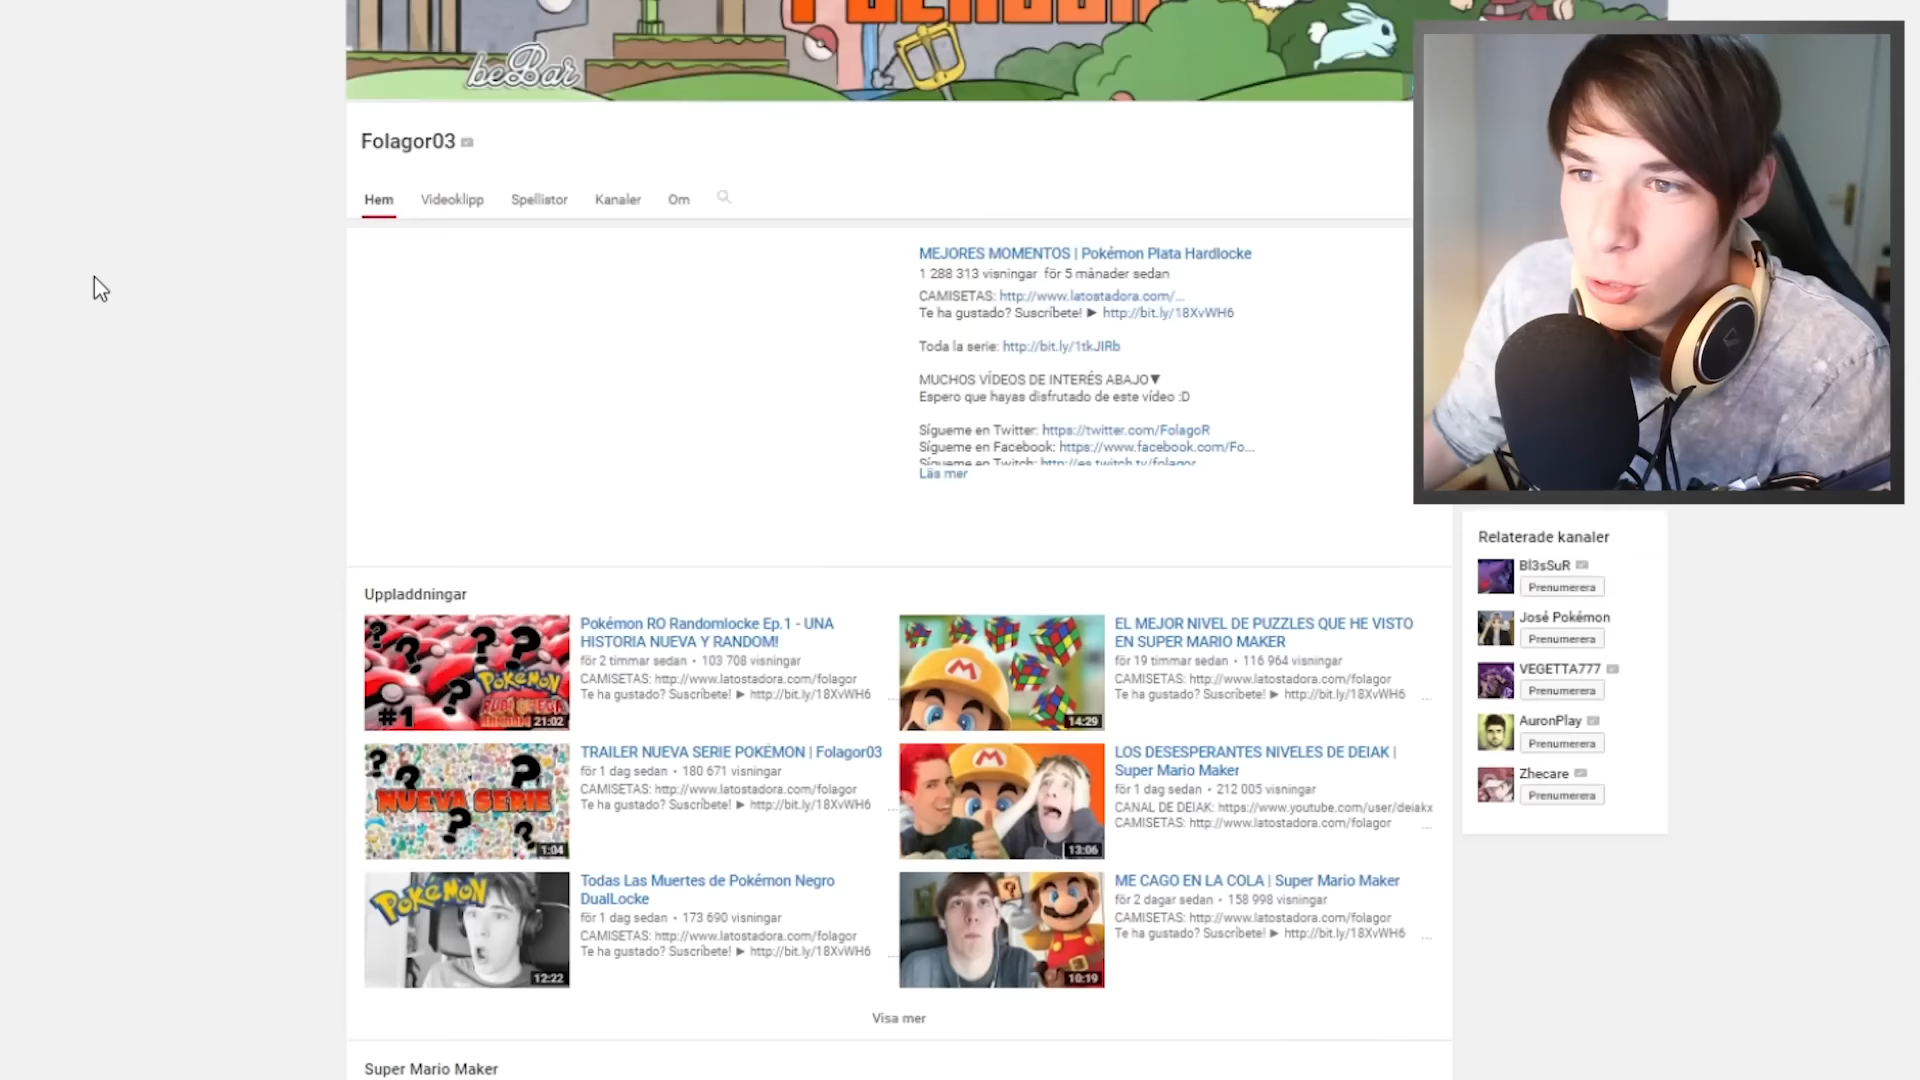 beBar
Folagor03
Hem
Videoklipp
Spellistor
Kanaler
Om
MEJORES MOMENTOS | Pokémon Plata Hardlocke
1 288 313 visningar för 5 månader sedan
CAMISETAS: http://www.latostadora.com/...
Te ha gustado? Suscríbete! ► http://bit.ly/18XvWH6
Toda la serie: http://bit.ly/1tkJIRb
MUCHOS VÍDEOS DE INTERÉS ABAJO▼
Espero que hayas disfrutado de este vídeo :D
Sígueme en Twitter: https://twitter.com/FolagoR
Sígueme en Facebook: https://www.facebook.com/Fo...
Sígueme en Twitch: http://es.twitch.tv/folagor
Läs mer
Uppladdningar
#1
POKÉMON
21:02
Pokémon RO Randomlocke Ep.1 - UNA
HISTORIA NUEVA Y RANDOM!
för 2 timmar sedan • 103 708 visningar
CAMISETAS: http://www.latostadora.com/folagor
Te ha gustado? Suscríbete! ► http://bit.ly/18XvWH6 ...
14:29
EL MEJOR NIVEL DE PUZZLES QUE HE VISTO
EN SUPER MARIO MAKER
för 19 timmar sedan • 116 964 visningar
CAMISETAS: http://www.latostadora.com/folagor
Te ha gustado? Suscríbete! ► http://bit.ly/18XvWH6 ...
NUEVA SERIE
1:04
TRAILER NUEVA SERIE POKÉMON | Folagor03
för 1 dag sedan • 180 671 visningar
CAMISETAS: http://www.latostadora.com/folagor
Te ha gustado? Suscríbete! ► http://bit.ly/18XvWH6 ...
13:06
LOS DESESPERANTES NIVELES DE DEIAK |
Super Mario Maker
för 1 dag sedan • 212 005 visningar
CANAL DE DEIAK: https://www.youtube.com/user/deiakx
CAMISETAS: http://www.latostadora.com/folagor ...
POKÉMON
12:22
Todas Las Muertes de Pokémon Negro
DualLocke
för 1 dag sedan • 173 690 visningar
CAMISETAS: http://www.latostadora.com/folagor
Te ha gustado? Suscríbete! ► http://bit.ly/18XvWH6 ...
10:19
ME CAGO EN LA COLA | Super Mario Maker
för 2 dagar sedan • 158 998 visningar
CAMISETAS: http://www.latostadora.com/folagor
Te ha gustado? Suscríbete! ► http://bit.ly/18XvWH6 ...
Visa mer
Super Mario Maker
Relaterade kanaler
Bl3sSuR
Prenumerera
José Pokémon
Prenumerera
VEGETTA777
Prenumerera
AuronPlay
Prenumerera
Zhecare
Prenumerera